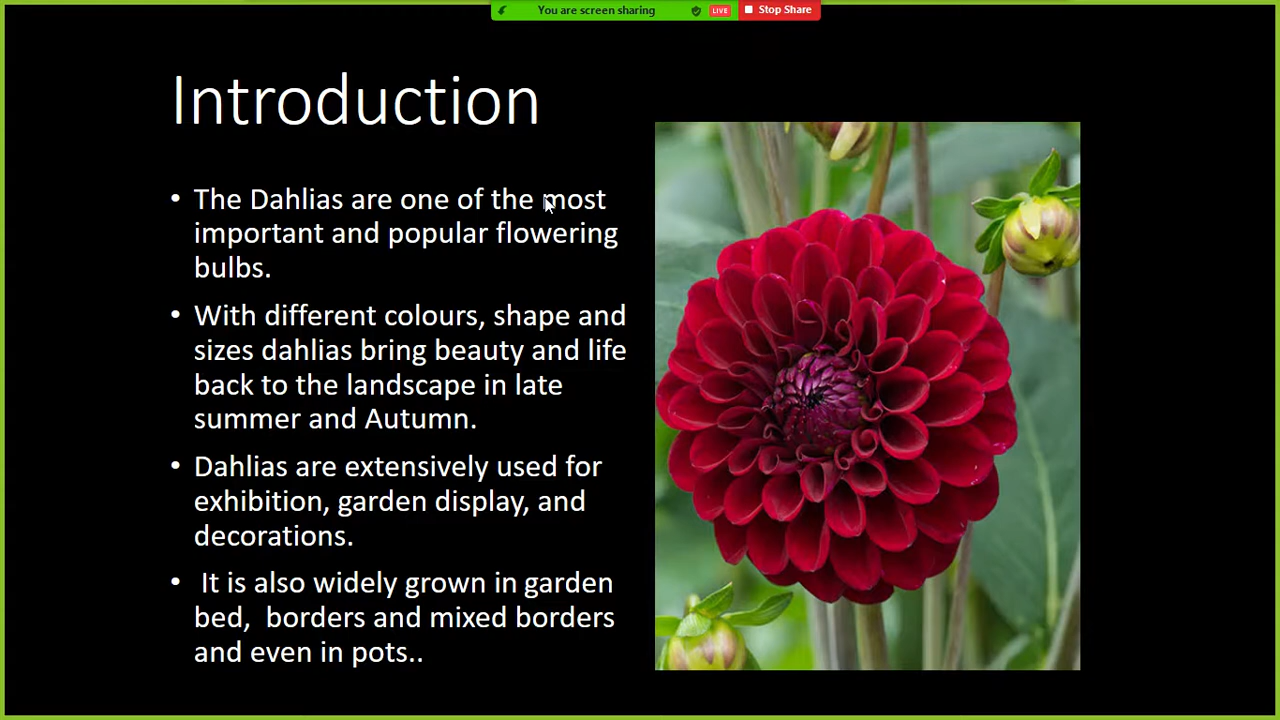 You are screen sharing LIVE Stop Share
Introduction
• The Dahlias are one of the most
important and popular flowering
bulbs.
• With different colours, shape and
sizes dahlias bring beauty and life
back to the landscape in late
summer and Autumn.
• Dahlias are extensively used for
exhibition, garden display, and
decorations.
•  It is also widely grown in garden
bed,  borders and mixed borders
and even in pots..